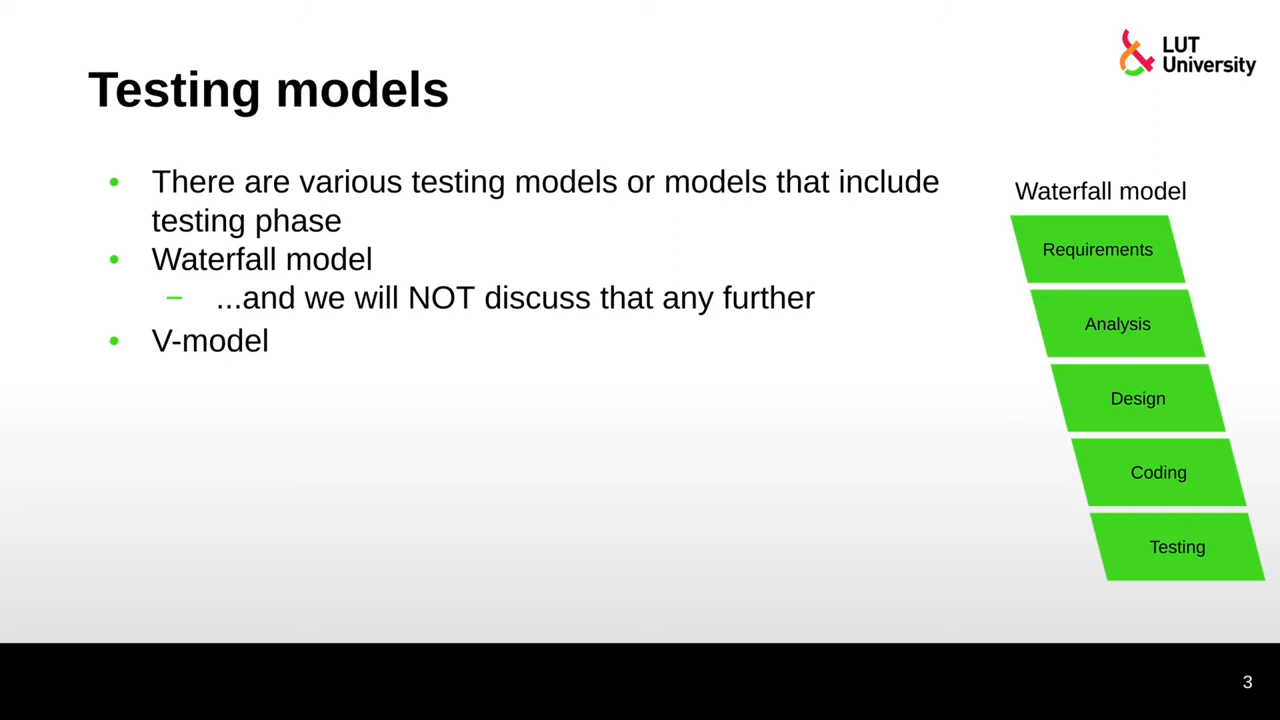 LUT
University
Testing models
• There are various testing models or models that include
testing phase
• Waterfall model
– ...and we will NOT discuss that any further
• V-model
Waterfall model
Requirements
Analysis
Design
Coding
Testing
3